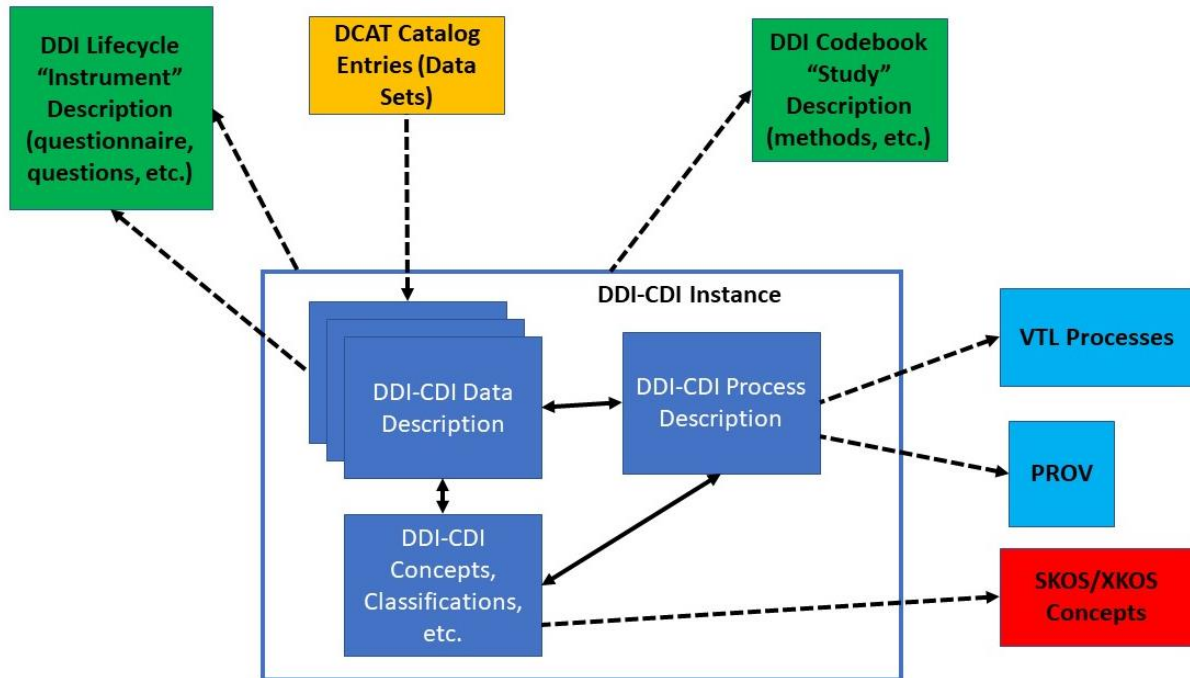 DDI Lifecycle
“Instrument”
Description
(questionnaire,
questions, etc.)
DCAT Catalog
Entries (Data
Sets)
DDI Codebook
“Study”
Description
(methods, etc.)
DDI-CDI Instance
DDI-CDI Data
Description
DDI-CDI Process
Description
DDI-CDI
Concepts,
Classifications,
etc.
VTL Processes
PROV
SKOS/XKOS
Concepts